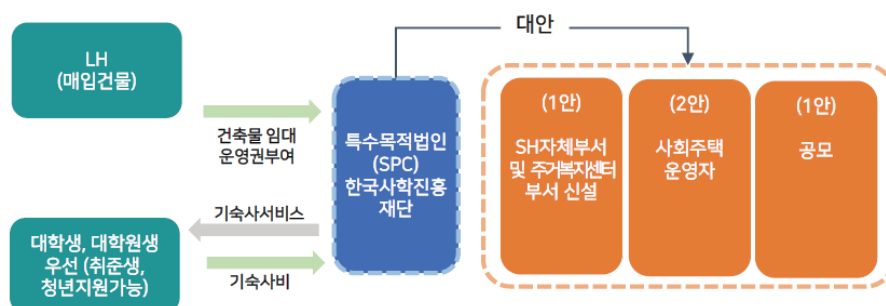 대안
LH
(매입건물)
건축물 임대
운영권부여
특수목적법인
(SPC)
한국사학진흥
재단
(1안)
SH자체부서
및 주거복지센터
부서 신설
(2안)
사회주택
운영자
(1안)
공모
기숙사서비스
대학생, 대학원생
우선 (취준생,
청년지원가능)
기숙사비